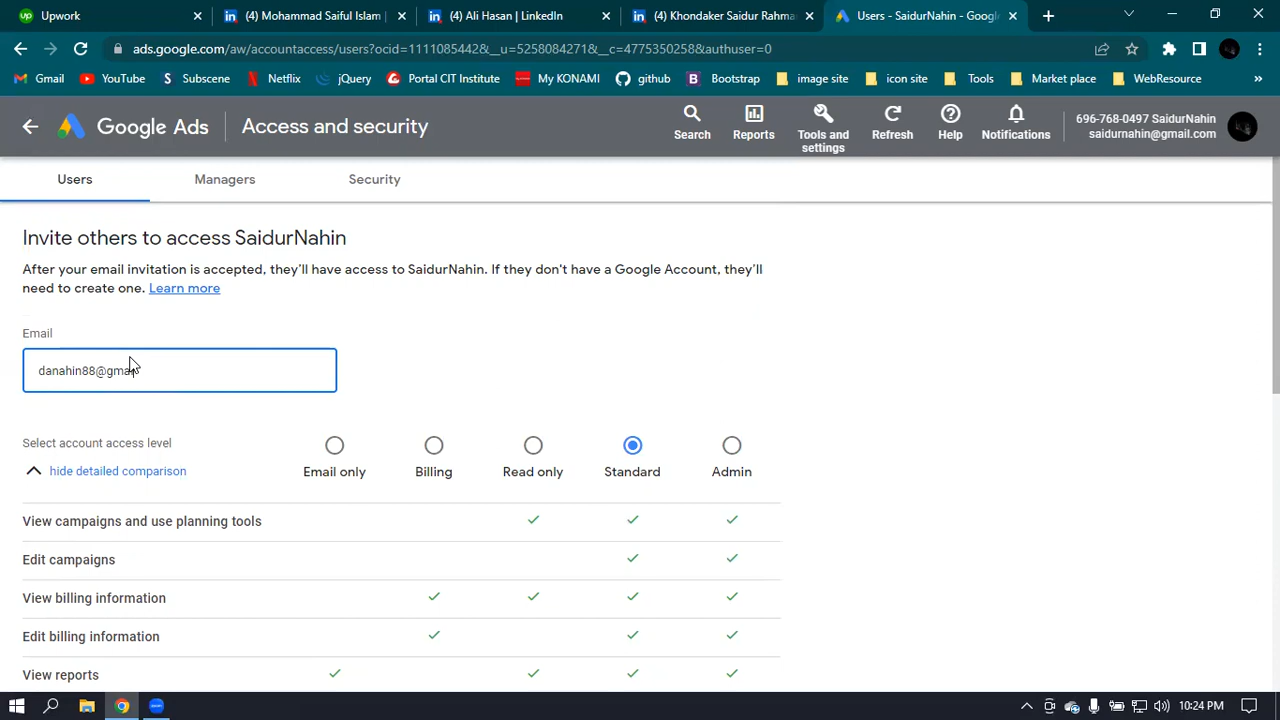 Upwork
(4) Mohammad Saiful Islam |
(4) Ali Hasan | LinkedIn
(4) Khondaker Saidur Rahma
Users - SaidurNahin - Googl
ads.google.com/aw/accountaccess/users?ocid=1111085442&__u=5258084271&__c=4775350258&authuser=0
Gmail
YouTube
Subscene
Netflix
jQuery
Portal CIT Institute
My KONAMI
github
Bootstrap
image site
icon site
Tools
Market place
WebResource
Google Ads
Access and security
Search
Reports
Tools and
settings
Refresh
Help
Notifications
696-768-0497 SaidurNahin
saidurnahin@gmail.com
Users
Managers
Security
Invite others to access SaidurNahin
After your email invitation is accepted, they'll have access to SaidurNahin. If they don't have a Google Account, they'll
need to create one. Learn more
Email
danahin88@gmai
Select account access level
hide detailed comparison
Email only
Billing
Read only
Standard
Admin
View campaigns and use planning tools
Edit campaigns
View billing information
Edit billing information
View reports
10:24 PM